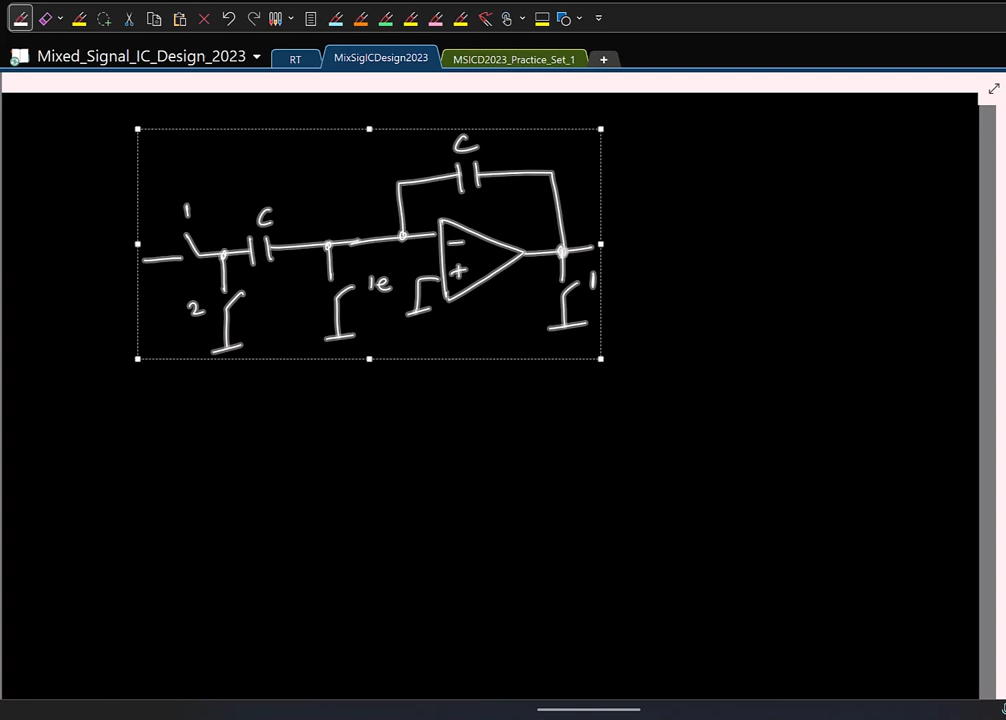 Mixed_Signal_IC_Design_2023
RT
MixSigICDesign2023
MSICD2023_Practice_Set_1
+
C
1
C
2
1e
−
+
1